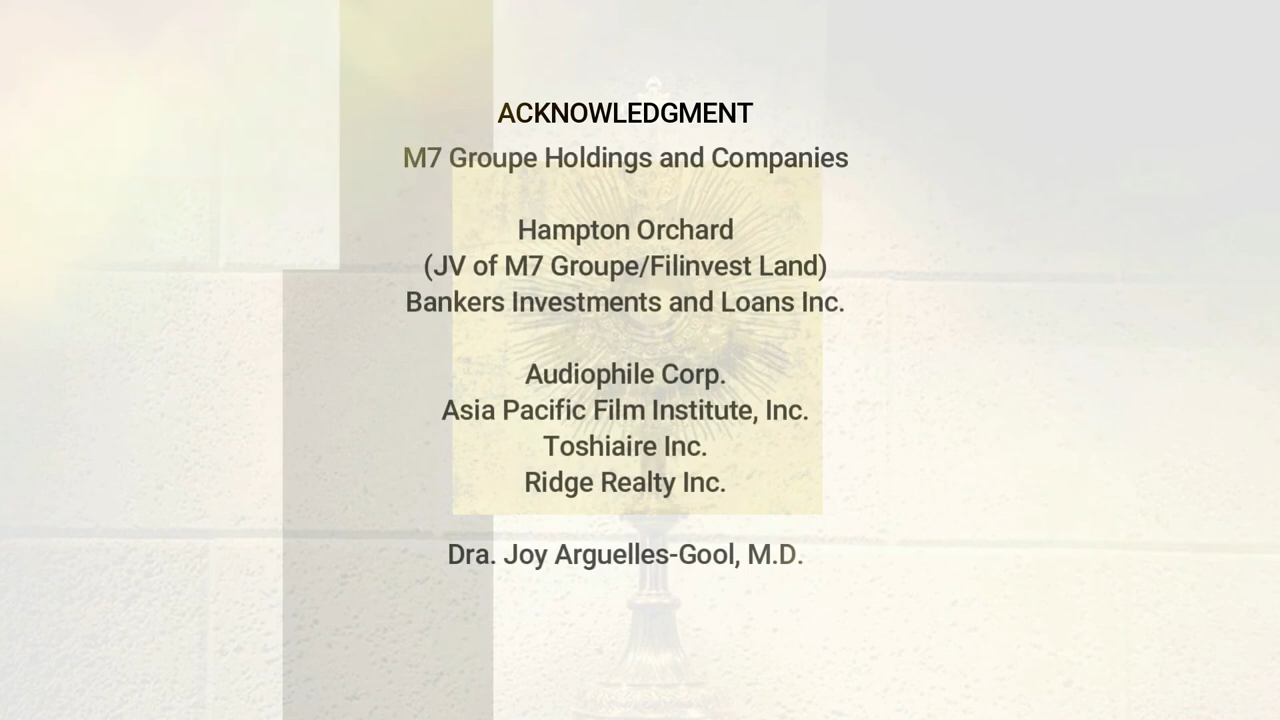 ACKNOWLEDGMENT
M7 Groupe Holdings and Companies
Hampton Orchard
(JV of M7 Groupe/Filinvest Land)
Bankers Investments and Loans Inc.
Audiophile Corp.
Asia Pacific Film Institute, Inc.
Toshiaire Inc.
Ridge Realty Inc.
Dra. Joy Arguelles-Gool, M.D.